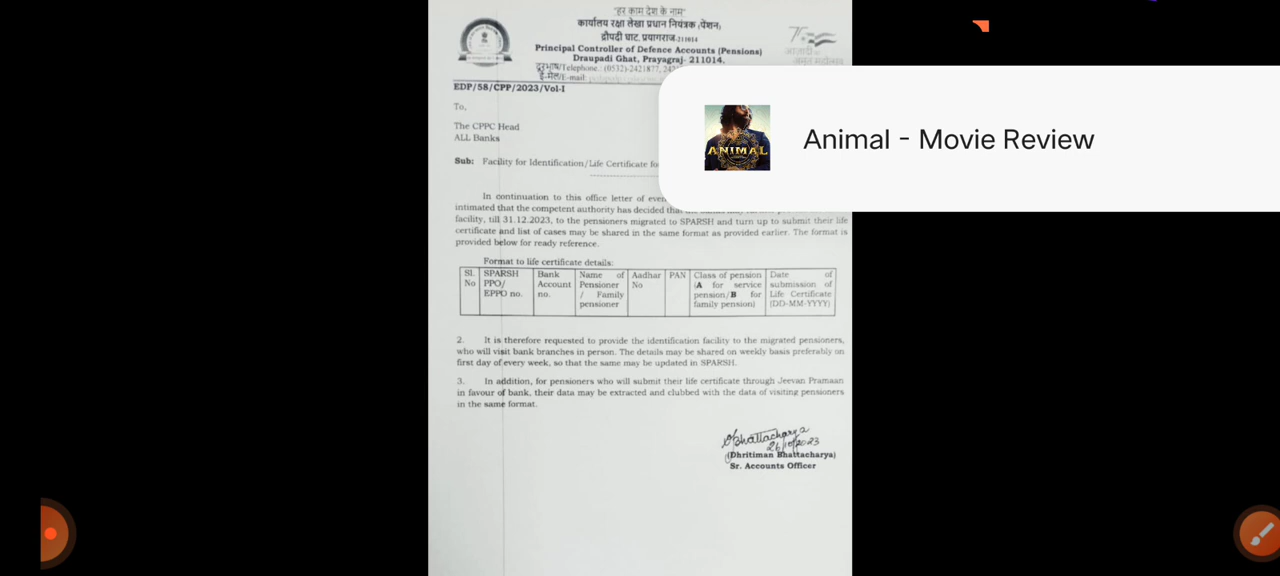 "हर काम देश के नाम"
कार्यालय रक्षा लेखा प्रधान नियंत्रक (पेंशन)
द्रौपदी घाट, प्रयागराज-211014
Principal Controller of Defence Accounts (Pensions)
Draupadi Ghat, Prayagraj- 211014.
दूरभाष/Telephone : (0532)-2421877,
ई-मेल/E-mail:
EDP/58/CPP/2023/Vol-I
To,
The CPPC Head
ALL Banks
Sub: Facility for Identification/Life Certificate
Animal - Movie Review
ANIMAL
In continuation to this office letter of
intimated that the competent authority has decided that
facility, till 31.12.2023, to the pensioners migrated to SPARSH and turn up to submit their life
certificate and list of cases may be shared in the same format as provided earlier. The format is
provided below for ready reference.
Format to life certificate details:
Sl. SPARSH Bank Name of Aadhar PAN Class of pension Date of
No PPO/ Account Pensioner No (A for service submission of
EPPO no. no. / Family pension/B for Life Certificate
pensioner family pension) (DD-MM-YYYY)
2. It is therefore requested to provide the identification facility to the migrated pensioners,
who will visit bank branches in person. The details may be shared on weekly basis preferably on
first day of every week, so that the same may be updated in SPARSH.
3. In addition, for pensioners who will submit their life certificate through Jeevan Pramaan
in favour of bank, their data may be extracted and clubbed with the data of visiting pensioners
in the same format.
Bhattacharya
26/10/2023
(Dhritiman Bhattacharya)
Sr. Accounts Officer